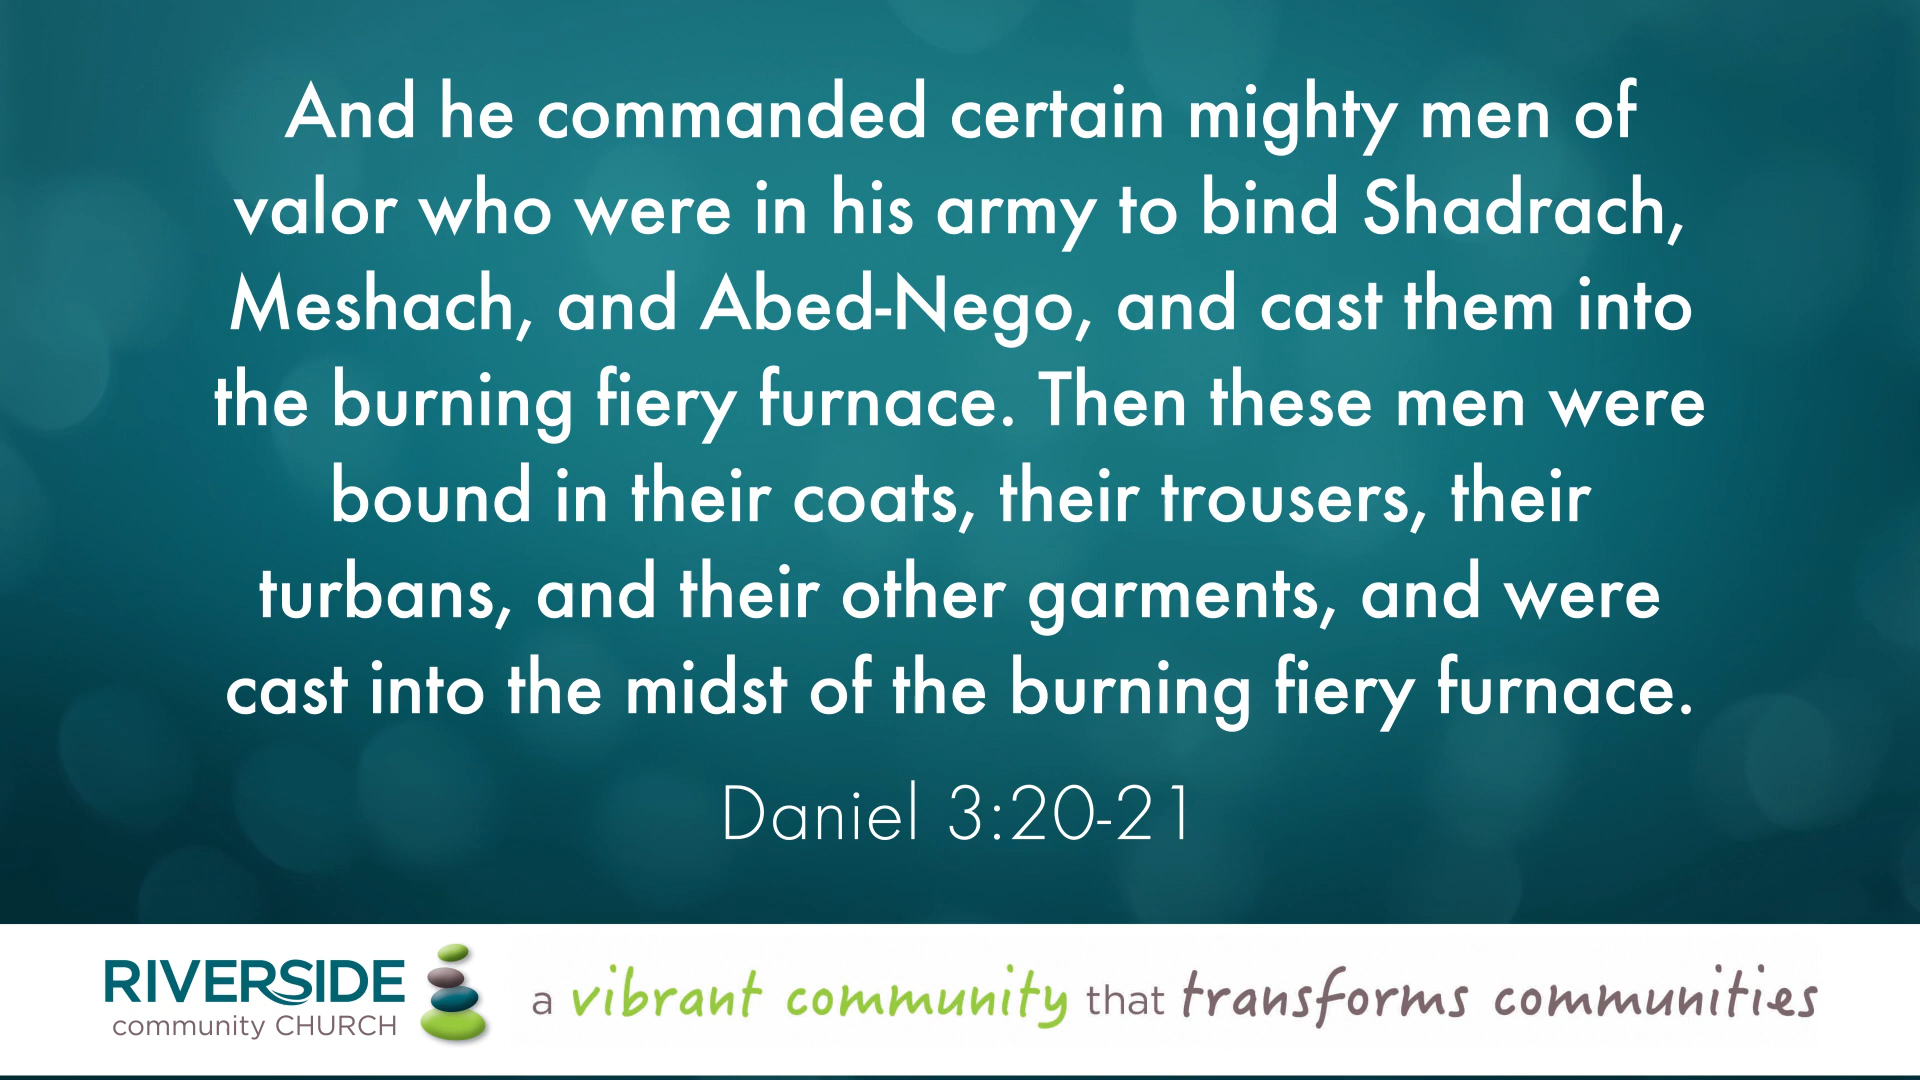 And he commanded certain mighty men of
valor who were in his army to bind Shadrach,
Meshach, and Abed-Nego, and cast them into
the burning fiery furnace. Then these men were
bound in their coats, their trousers, their
turbans, and their other garments, and were
cast into the midst of the burning fiery furnace.
Daniel 3:20-21
RIVERSIDE
community CHURCH
a vibrant community that transforms communities